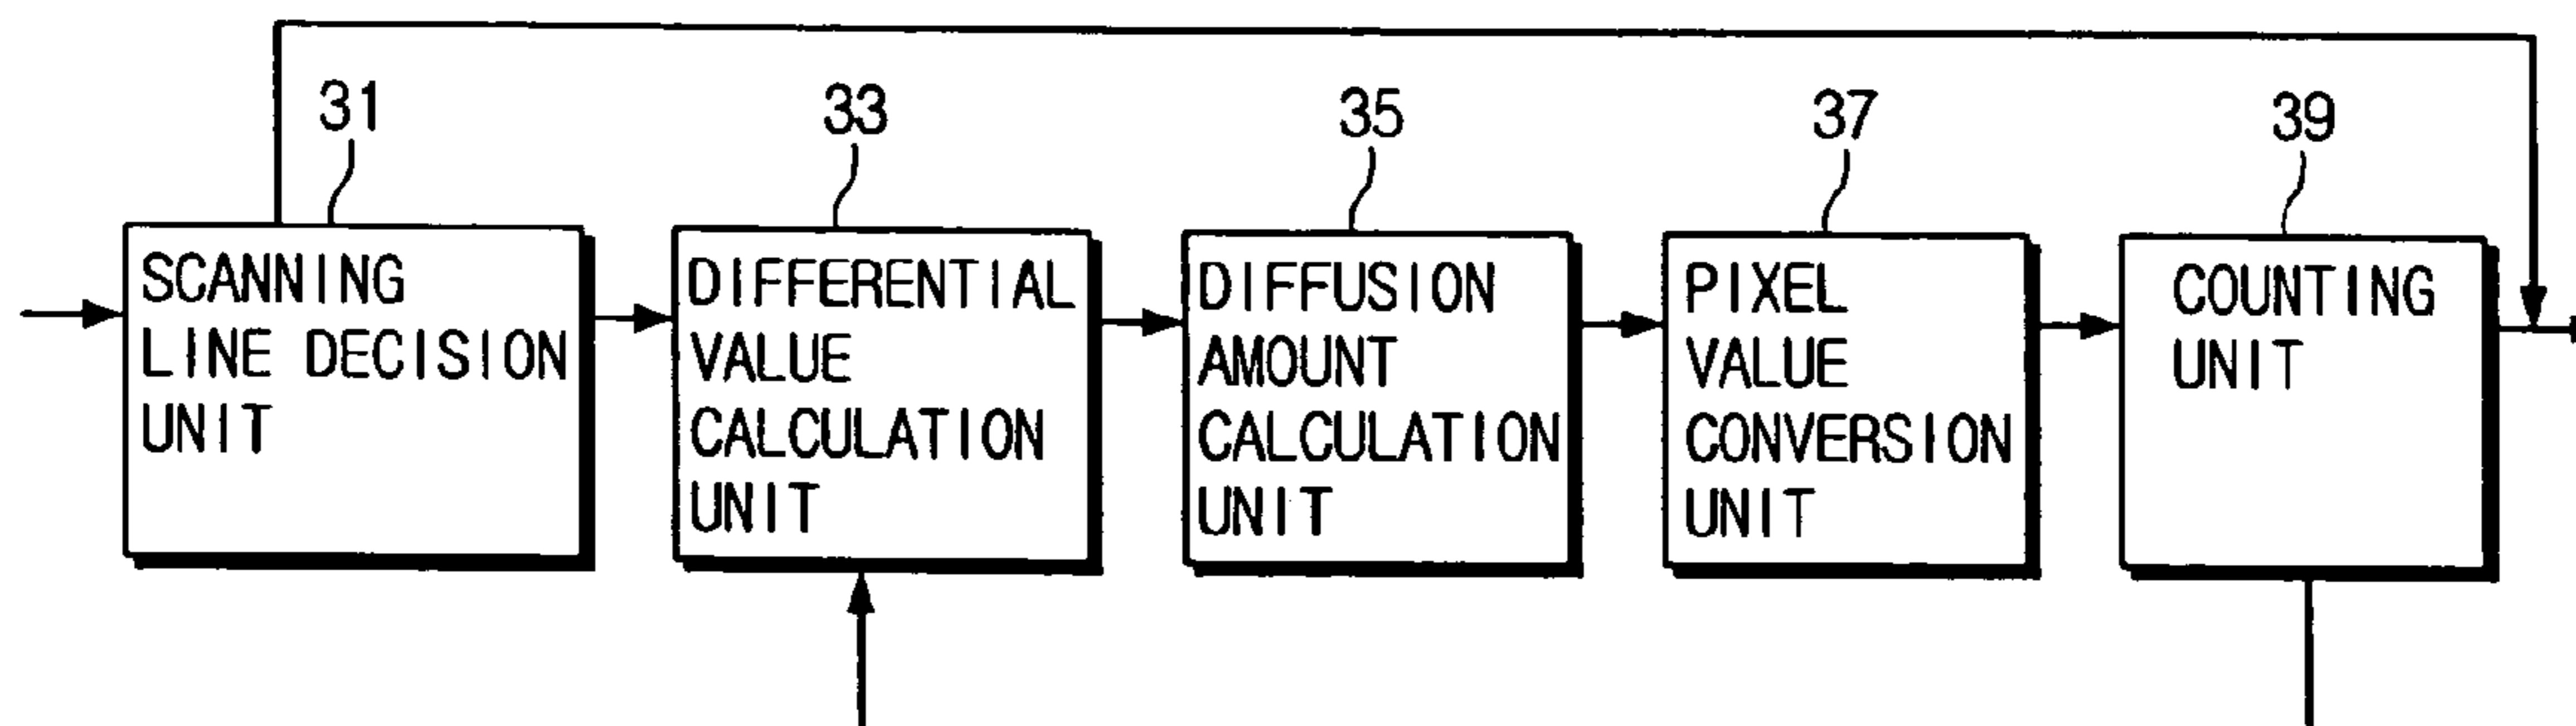 31
33
35
37
39
SCANNING
LINE DECISION
UNIT
DIFFERENTIAL
VALUE
CALCULATION
UNIT
DIFFUSION
AMOUNT
CALCULATION
UNIT
PIXEL
VALUE
CONVERSION
UNIT
COUNTING
UNIT